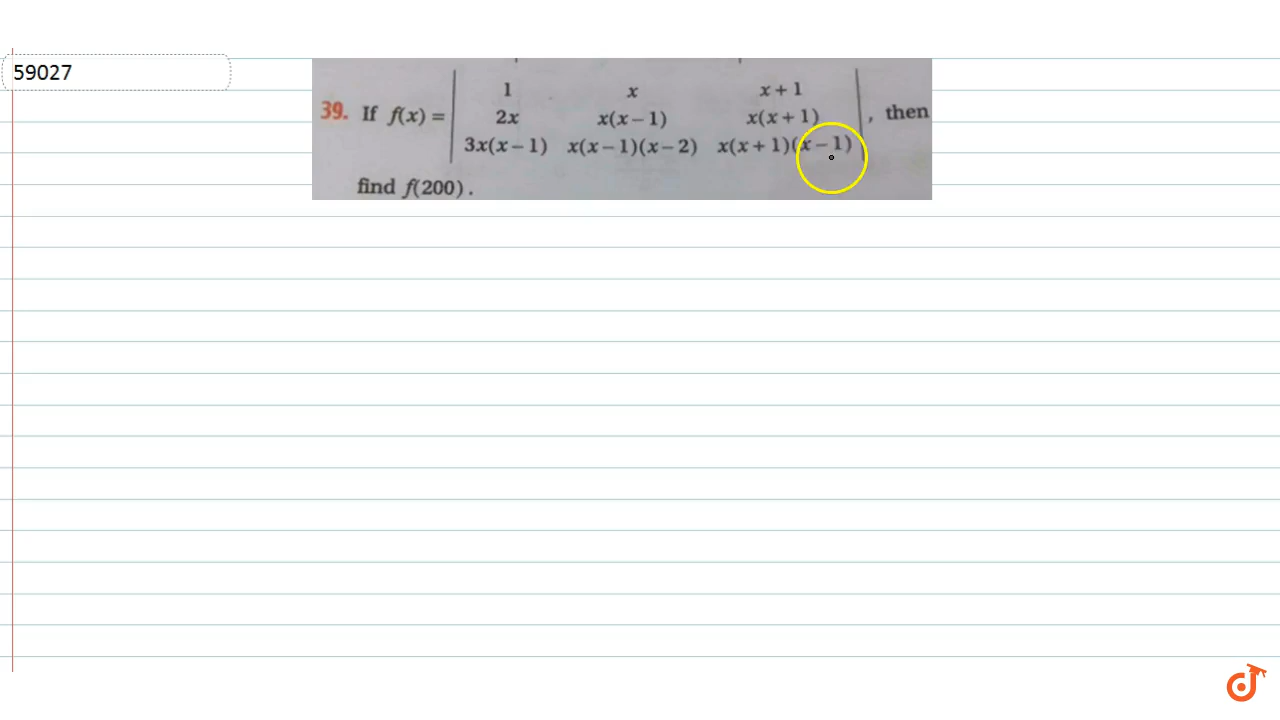 59027
1 x x + 1
39. If f(x) = 2x x(x – 1) x(x + 1) , then
3x(x – 1) x(x – 1)(x – 2) x(x + 1)(x – 1)
find f(200) .